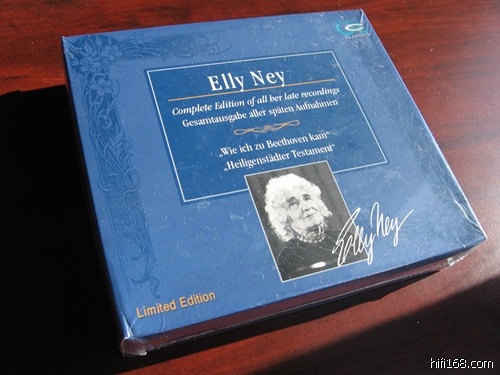 Elly Ney
Complete Edition of all her late recordings
Gesamtausgabe aller späten Aufnahmen
„Wie ich zu Beethoven kam“
„Heiligenstädter Testament“
Elly Ney
Limited Edition
hifi168.com